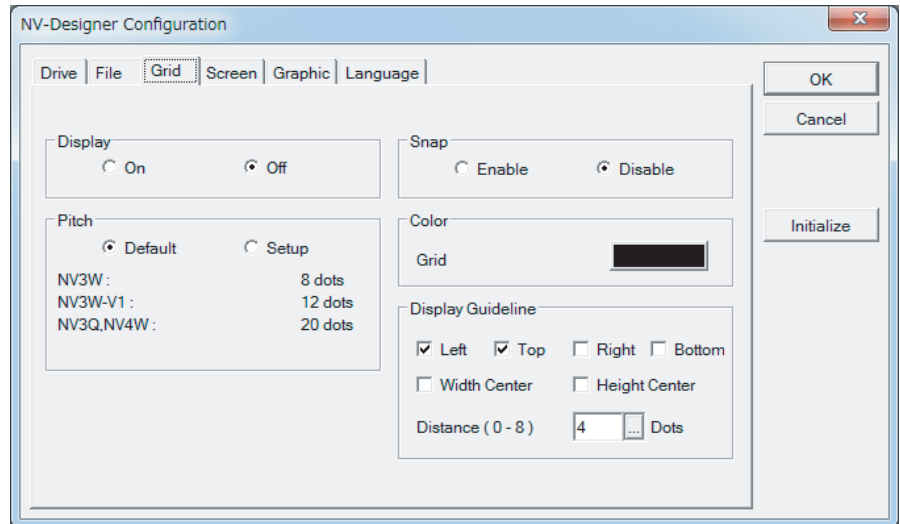 NV-Designer Configuration
Drive File Grid Screen Graphic Language
OK
Cancel
Initialize
Display
On Off
Snap
Enable Disable
Pitch
Default Setup
NV3W : 8 dots
NV3W-V1 : 12 dots
NV3Q,NV4W : 20 dots
Color
Grid
Display Guideline
Left Top Right Bottom
Width Center Height Center
Distance ( 0 - 8 ) 4 ... Dots